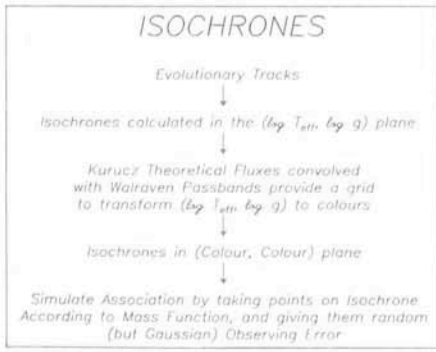 ISOCHRONES
Evolutionary Tracks
Isochrones calculated in the (log T_eff, log g) plane
Kurucz Theoretical Fluxes convolved
with Walraven Passbands provide a grid
to transform (log T_eff, log g) to colours
Isochrones in (Colour, Colour) plane
Simulate Association by taking points on Isochrone
According to Mass Function, and giving them random
(but Gaussian) Observing Error